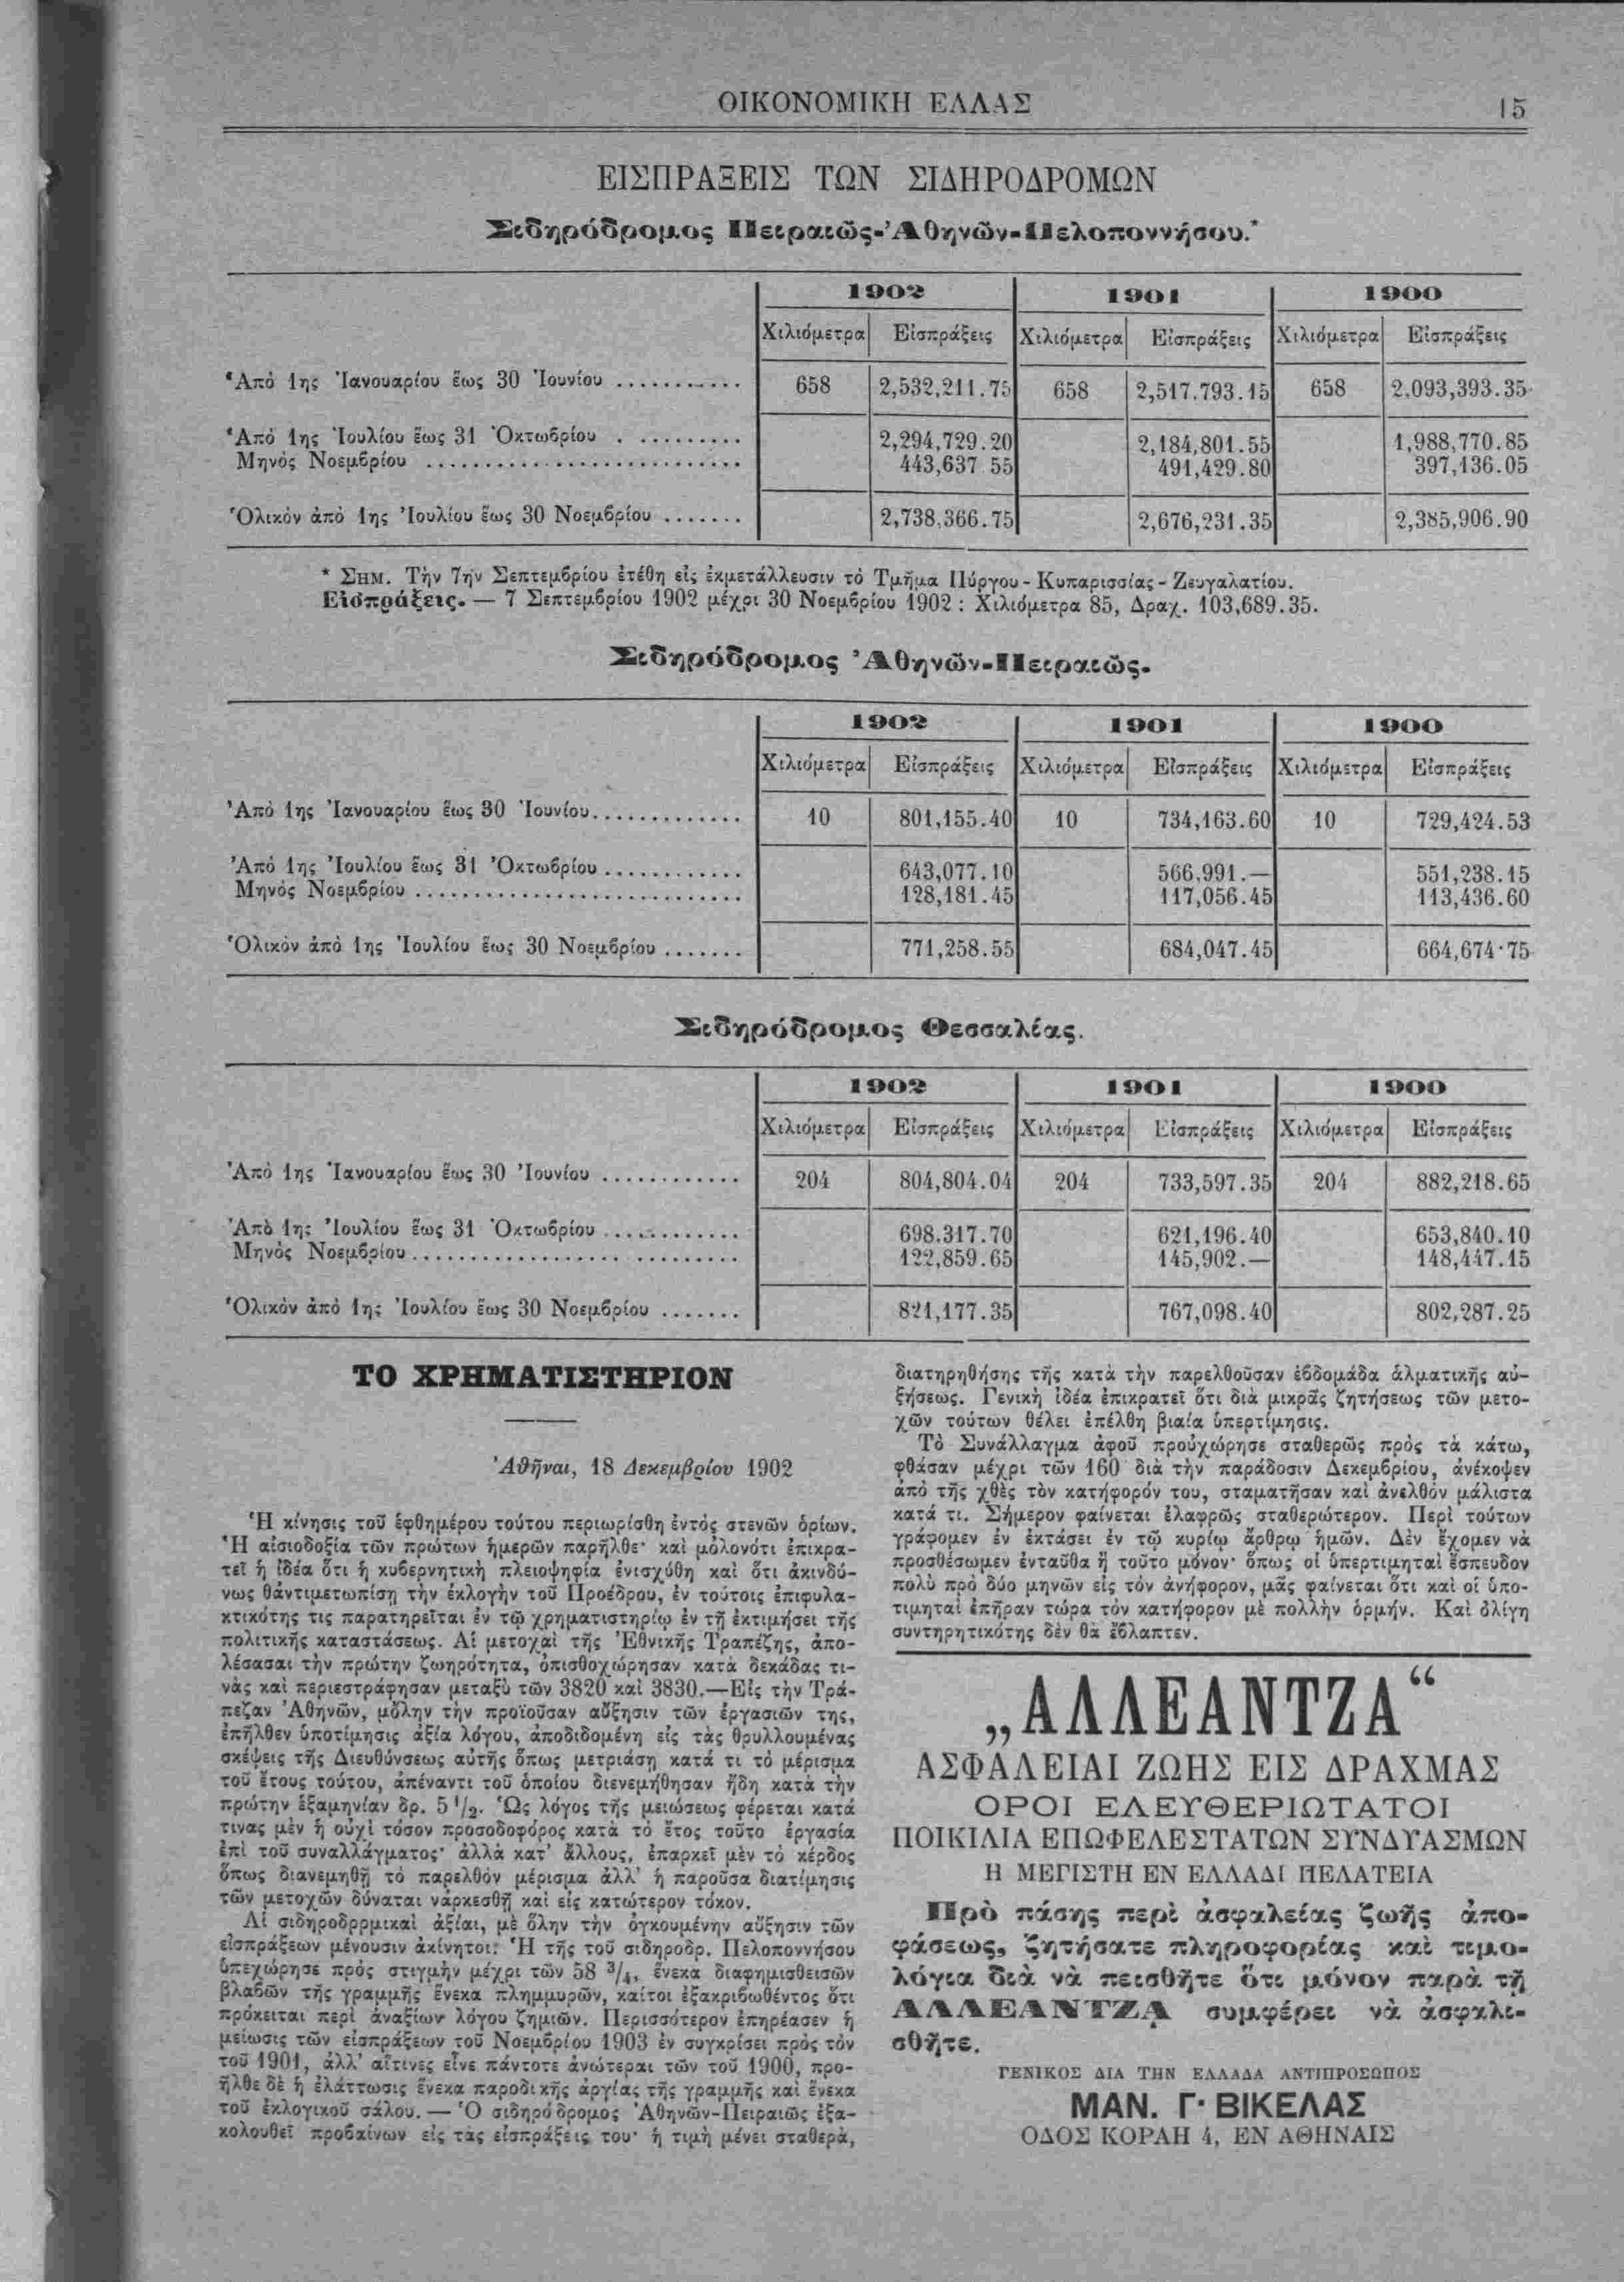 ΟΙΚΟΝΟΜΙΚΗ ΕΛΛΑΣ 15
ΕΙΣΠΡΑΞΕΙΣ ΤΩΝ ΣΙΔΗΡΟΔΡΟΜΩΝ
Σιδηρόδρομος Πειραιῶς-Ἀθηνῶν-Πελοποννήσου.*
1902 1901 1900
Χιλιόμετρα Εἰσπράξεις Χιλιόμετρα Εἰσπράξεις Χιλιόμετρα Εἰσπράξεις
Ἀπὸ 1ης Ἰανουαρίου ἕως 30 Ἰουνίου ........... 658 2,532,211.75 658 2,517.793.15 658 2.093,393.35
Ἀπὸ 1ης Ἰουλίου ἕως 31 Ὀκτωβρίου . .......... 2,294,729.20 2,184,801.55 1,988,770.85
Μηνὸς Νοεμβρίου ........................... 443,637 55 491,429.80 397,136.05
Ὁλικὸν ἀπὸ 1ης Ἰουλίου ἕως 30 Νοεμβρίου ....... 2,738,366.75 2,676,231.35 2,385,906.90
* Σημ. Τὴν 7ην Σεπτεμβρίου ἐτέθη εἰς ἐκμετάλλευσιν τὸ Τμῆμα Πύργου - Κυπαρισσίας - Ζευγαλατίου.
Εἰσπράξεις. — 7 Σεπτεμβρίου 1902 μέχρι 30 Νοεμβρίου 1902 : Χιλιόμετρα 85, Δραχ. 103,689.35.
Σιδηρόδρομος Ἀθηνῶν-Πειραιῶς.
1902 1901 1900
Χιλιόμετρα Εἰσπράξεις Χιλιόμετρα Εἰσπράξεις Χιλιόμετρα Εἰσπράξεις
Ἀπὸ 1ης Ἰανουαρίου ἕως 30 Ἰουνίου............. 10 801,155.40 10 734,163.60 10 729,424.53
Ἀπὸ 1ης Ἰουλίου ἕως 31 Ὀκτωβρίου ............ 643,077.10 566,991.— 551,238.15
Μηνὸς Νοεμβρίου ............................ 128,181.45 117,056.45 113,436.60
Ὁλικὸν ἀπὸ 1ης Ἰουλίου ἕως 30 Νοεμβρίου ....... 771,258.55 684,047.45 664,674·75
Σιδηρόδρομος Θεσσαλίας.
1902 1901 1900
Χιλιόμετρα Εἰσπράξεις Χιλιόμετρα Εἰσπράξεις Χιλιόμετρα Εἰσπράξεις
Ἀπὸ 1ης Ἰανουαρίου ἕως 30 Ἰουνίου ............ 204 804,804.04 204 733,597.35 204 882,218.65
Ἀπὸ 1ης Ἰουλίου ἕως 31 Ὀκτωβρίου ............ 698.317.70 621,196.40 653,840.10
Μηνὸς Νοεμβρίου............................ 122,859.65 145,902.— 148,447.15
Ὁλικὸν ἀπὸ 1ης Ἰουλίου ἕως 30 Νοεμβρίου ....... 821,177.35 767,098.40 802,287.25
ΤΟ ΧΡΗΜΑΤΙΣΤΗΡΙΟΝ
Ἀθῆναι, 18 Δεκεμβρίου 1902
Ἡ κίνησις τοῦ ἑφθημέρου τούτου περιωρίσθη ἐντὸς στενῶν ὁρίων.
Ἡ αἰσιοδοξία τῶν πρώτων ἡμερῶν παρῆλθε· καὶ μολονότι ἐπικρα-
τεῖ ἡ ἰδέα ὅτι ἡ κυβερνητικὴ πλειοψηφία ἐνισχύθη καὶ ὅτι ἀκινδύ-
νως θἀντιμετωπίσῃ τὴν ἐκλογὴν τοῦ Προέδρου, ἐν τούτοις ἐπιφυλα-
κτικότης τις παρατηρεῖται ἐν τῷ χρηματιστηρίῳ ἐν τῇ ἐκτιμήσει τῆς
πολιτικῆς καταστάσεως. Αἱ μετοχαὶ τῆς Ἐθνικῆς Τραπέζης, ἀπο-
λέσασαι τὴν πρώτην ζωηρότητα, ὀπισθοχώρησαν κατὰ δεκάδας τι-
νὰς καὶ περιεστράφησαν μεταξὺ τῶν 3820 καὶ 3830.—Εἰς τὴν Τρά-
πεζαν Ἀθηνῶν, μὅλην τὴν προϊοῦσαν αὔξησιν τῶν ἐργασιῶν της,
ἐπῆλθεν ὑποτίμησις ἀξία λόγου, ἀποδιδομένη εἰς τὰς θρυλλουμένας
σκέψεις τῆς Διευθύνσεως αὐτῆς ὅπως μετριάσῃ κατά τι τὸ μέρισμα
τοῦ ἔτους τούτου, ἀπέναντι τοῦ ὁποίου διενεμήθησαν ἤδη κατὰ τὴν
πρώτην ἑξαμηνίαν δρ. 5 1/2. Ὡς λόγος τῆς μειώσεως φέρεται κατά
τινας μὲν ἡ οὐχὶ τόσον προσοδοφόρος κατὰ τὸ ἔτος τοῦτο ἐργασία
ἐπὶ τοῦ συναλλάγματος· ἀλλὰ κατ' ἄλλους, ἐπαρκεῖ μὲν τὸ κέρδος
ὅπως διανεμηθῇ τὸ παρελθὸν μέρισμα ἀλλ' ἡ παροῦσα διατίμησις
τῶν μετοχῶν δύναται νἀρκεσθῇ καὶ εἰς κατώτερον τόκον.
Αἱ σιδηροδρρμικαὶ ἀξίαι, μὲ ὅλην τὴν ὀγκουμένην αὔξησιν τῶν
εἰσπράξεων μένουσιν ἀκίνητοι: Ἡ τῆς τοῦ σιδηροδρ. Πελοποννήσου
ὑπεχώρησε πρὸς στιγμὴν μέχρι τῶν 58 3/4, ἕνεκα διαφημισθεισῶν
βλαβῶν τῆς γραμμῆς ἕνεκα πλημμυρῶν, καίτοι ἐξακριβωθέντος ὅτι
πρόκειται περὶ ἀναξίων λόγου ζημιῶν. Περισσότερον ἐπηρέασεν ἡ
μείωσις τῶν εἰσπράξεων τοῦ Νοεμβρίου 1903 ἐν συγκρίσει πρὸς τὸν
τοῦ 1901, ἀλλ' αἵτινες εἶνε πάντοτε ἀνώτεραι τῶν τοῦ 1900, προ-
ῆλθε δὲ ἡ ἐλάττωσις ἕνεκα παροδικῆς ἀργίας τῆς γραμμῆς καὶ ἕνεκα
τοῦ ἐκλογικοῦ σάλου. — Ὁ σιδηρόδρομος Ἀθηνῶν-Πειραιῶς ἐξα-
κολουθεῖ προβαίνων εἰς τὰς εἰσπράξεις του· ἡ τιμὴ μένει σταθερὰ,
διατηρηθήσης τῆς κατὰ τὴν παρελθοῦσαν ἑβδομάδα ἁλματικῆς αὐ-
ξήσεως. Γενικὴ ἰδέα ἐπικρατεῖ ὅτι διὰ μικρᾶς ζητήσεως τῶν μετο-
χῶν τούτων θέλει ἐπέλθῃ βιαία ὑπερτίμησις.
Τὸ Συνάλλαγμα ἀφοῦ προὐχώρησε σταθερῶς πρὸς τὰ κάτω,
φθάσαν μέχρι τῶν 160 διὰ τὴν παράδοσιν Δεκεμβρίου, ἀνέκοψεν
ἀπὸ τῆς χθὲς τὸν κατήφορόν του, σταματῆσαν καὶ ἀνελθὸν μάλιστα
κατά τι. Σήμερον φαίνεται ἐλαφρῶς σταθερώτερον. Περὶ τούτων
γράφομεν ἐν ἐκτάσει ἐν τῷ κυρίῳ ἄρθρῳ ἡμῶν. Δὲν ἔχομεν νὰ
προσθέσωμεν ἐνταῦθα ἢ τοῦτο μόνον· ὅπως οἱ ὑπερτιμηταὶ ἔσπευδον
πολὺ πρὸ δύο μηνῶν εἰς τὸν ἀνήφορον, μᾶς φαίνεται ὅτι καὶ οἱ ὑπο-
τιμηταὶ ἐπῆραν τώρα τὸν κατήφορον μὲ πολλὴν ὁρμήν. Καὶ ὀλίγη
συντηρητικότης δὲν θὰ ἔβλαπτεν.
„ΑΛΛΕΑΝΤΖΑ“
ΑΣΦΑΛΕΙΑΙ ΖΩΗΣ ΕΙΣ ΔΡΑΧΜΑΣ
ΟΡΟΙ ΕΛΕΥΘΕΡΙΩΤΑΤΟΙ
ΠΟΙΚΙΛΙΑ ΕΠΩΦΕΛΕΣΤΑΤΩΝ ΣΥΝΔΥΑΣΜΩΝ
Η ΜΕΓΙΣΤΗ ΕΝ ΕΛΛΑΔΙ ΠΕΛΑΤΕΙΑ
Πρὸ πάσης περὶ ἀσφαλείας ζωῆς ἀπο-
φάσεως, ζητήσατε πληροφορίας καὶ τιμο-
λόγια διὰ νὰ πεισθῆτε ὅτι μόνον παρὰ τῇ
ΑΛΛΕΑΝΤΖΑ συμφέρει νὰ ἀσφαλι-
σθῆτε.
ΓΕΝΙΚΟΣ ΔΙΑ ΤΗΝ ΕΛΛΑΔΑ ΑΝΤΙΠΡΟΣΩΠΟΣ
ΜΑΝ. Γ· ΒΙΚΕΛΑΣ
ΟΔΟΣ ΚΟΡΑΗ 4, ΕΝ ΑΘΗΝΑΙΣ